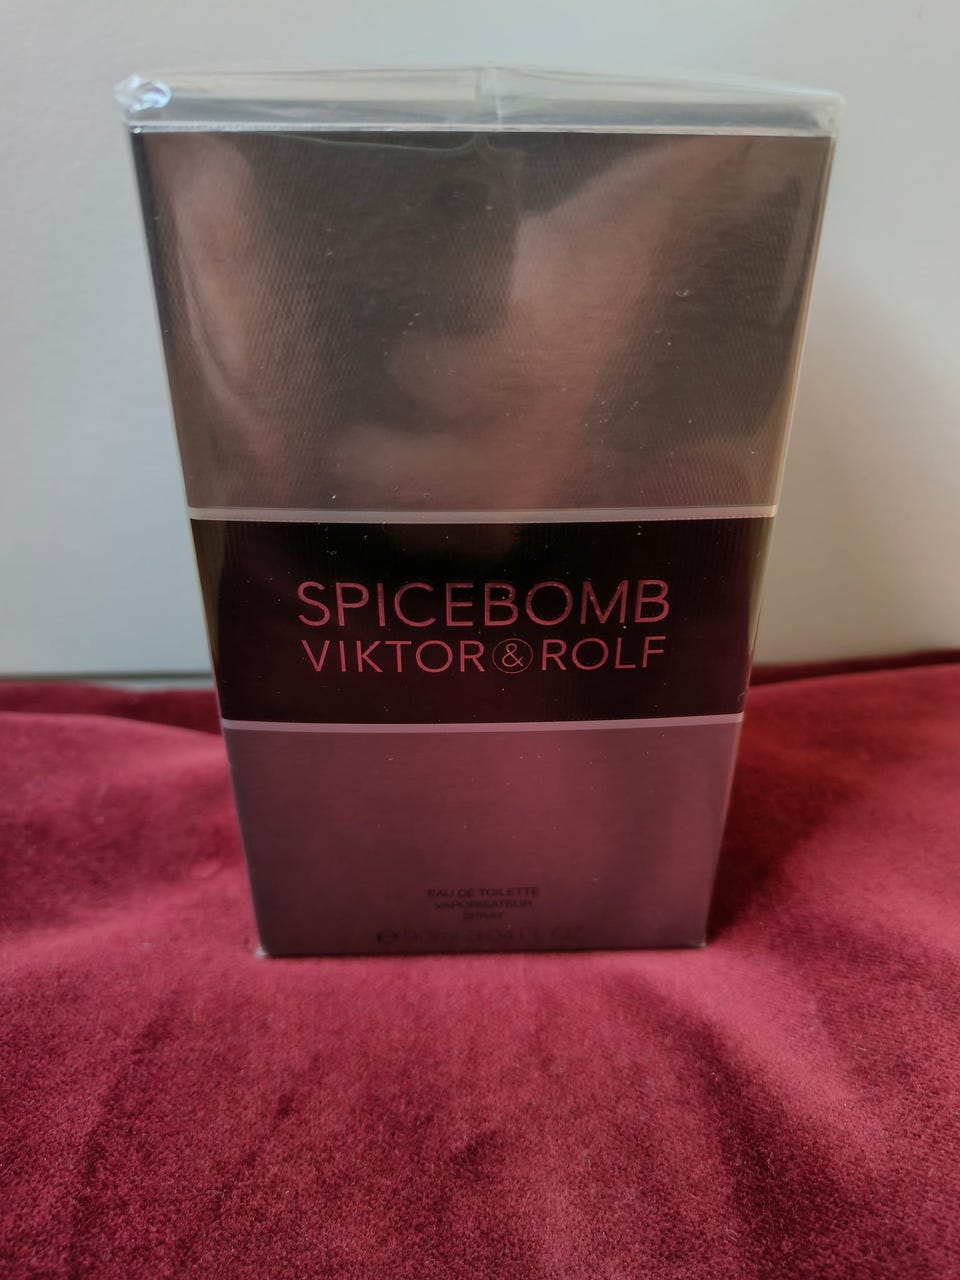 SPICEBOMB
VIKTOR & ROLF
EAU DE TOILETTE
VAPORISATEUR
SPRAY